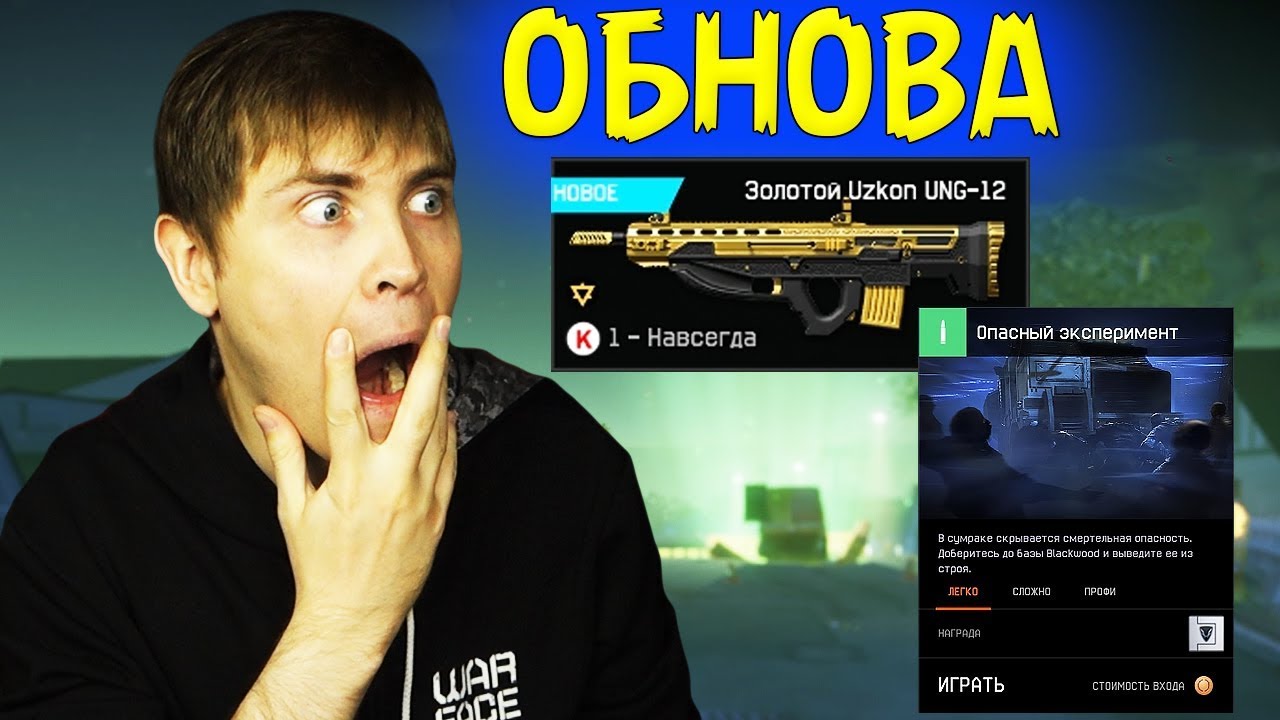 ОБНОВА
НОВОЕ
Золотой Uzkon UNG-12
K 1 - Навсегда
Опасный эксперимент
В сумраке скрывается смертельная опасность.
Доберитесь до базы Blackwood и выведите ее из
строя.
ЛЕГКО СЛОЖНО ПРОФИ
НАГРАДА
ИГРАТЬ СТОИМОСТЬ ВХОДА
WAR
FACE